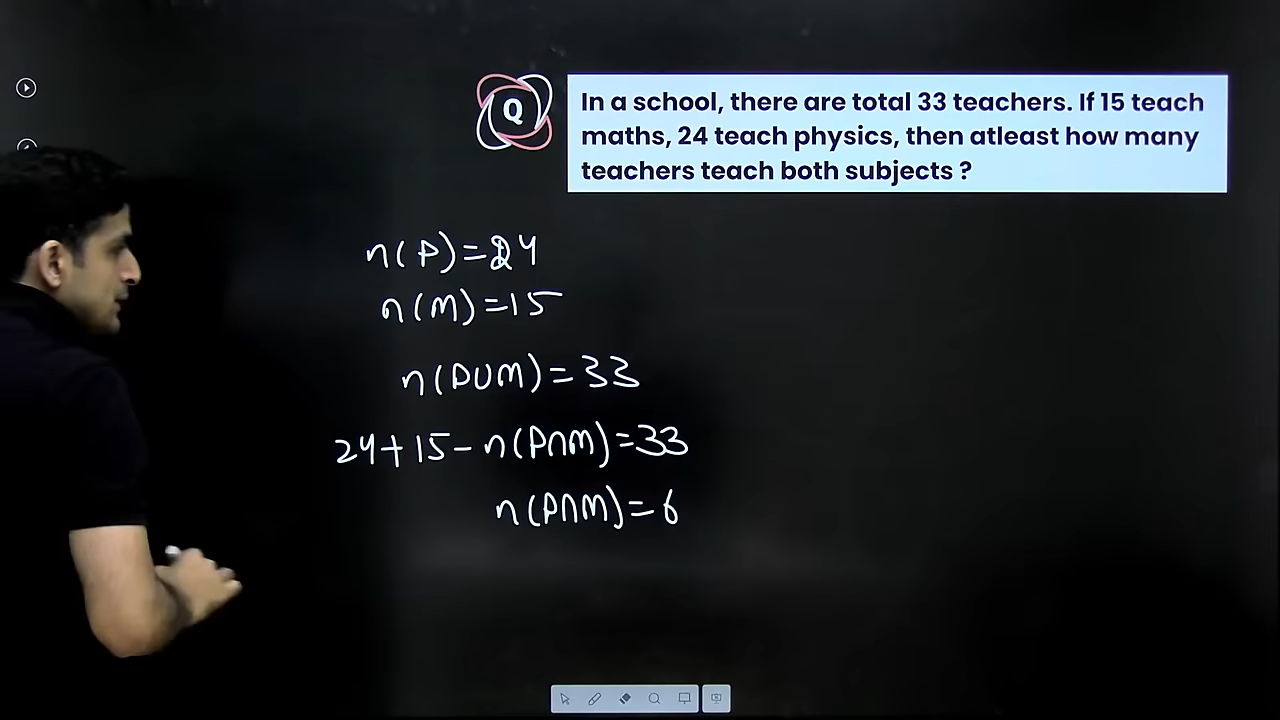 Q
In a school, there are total 33 teachers. If 15 teach
maths, 24 teach physics, then atleast how many
teachers teach both subjects ?
n(P)=24
n(M)=15
n(PUM)=33
24+15-n(P∩M)=33
n(P∩M)=6